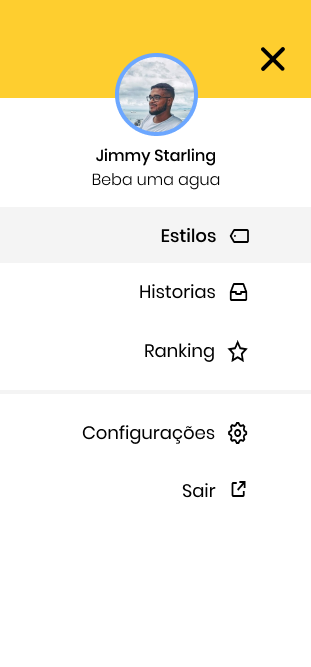 Jimmy Starling
Beba uma agua
Estilos
Historias
Ranking
Configurações
Sair